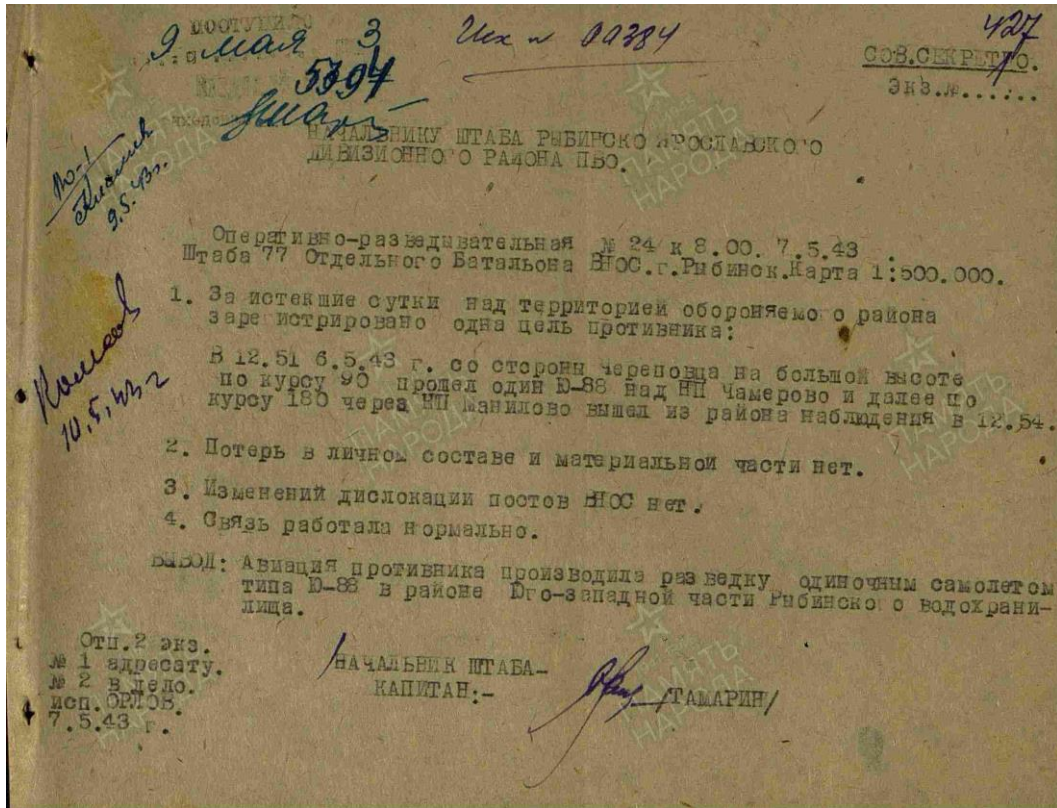 ПОСТУПИЛО
9 мая 3
Исх № 00384
427
5394
СОВ.СЕКРЕТНО.
Экз.№......
НАЧАЛЬНИКУ ШТАБА РЫБИНСКО ЯРОСЛАВСКОГО
ДИВИЗИОННОГО РАЙОНА ПВО.
9.5.43г.
Оперативно-разведывательная № 24 к 8.00. 7.5.43 .
Штаба 77 Отдельного Батальона ВНОС.г.Рыбинск.Карта 1:500.000.
1. За истекшие сутки над территорией обороняемого района
зарегистрировано одна цель противника:
В 12.51 6.5.43 г. со стороны Череповца на большой высоте
по курсу 90 прошел один Ю-88 над НП Чамерово и далее по
курсу 180 через НП Манилово вышел из района наблюдения в 12.54.
10.5.43 г
2. Потерь в личном составе и материальной части нет.
3. Изменений дислокации постов ВНОС нет.
4. Связь работала нормально.
ВЫВОД: Авиация противника производила разведку одиночным самолетом
типа Ю-88 в районе Юго-западной части Рыбинского водохрани-
лища.
Отп.2 экз.
№ 1 адресату.
№ 2 в дело.
исп.ОРЛОВ.
7.5.43 г.
НАЧАЛЬНИК ШТАБА-
КАПИТАН:-
/ТАМАРИН/
ПАМЯТЬ
НАРОДА